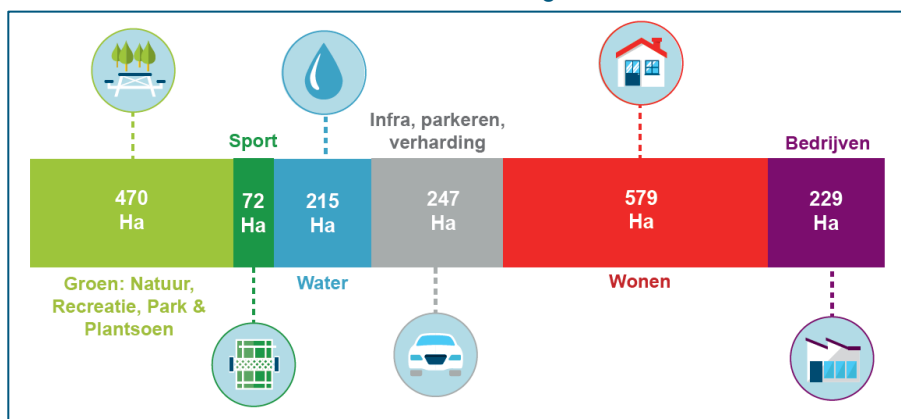 Infra, parkeren,
verharding
Sport
Bedrijven
470
Ha
72
Ha
215
Ha
247
Ha
579
Ha
229
Ha
Groen: Natuur,
Recreatie, Park &
Plantsoen
Water
Wonen